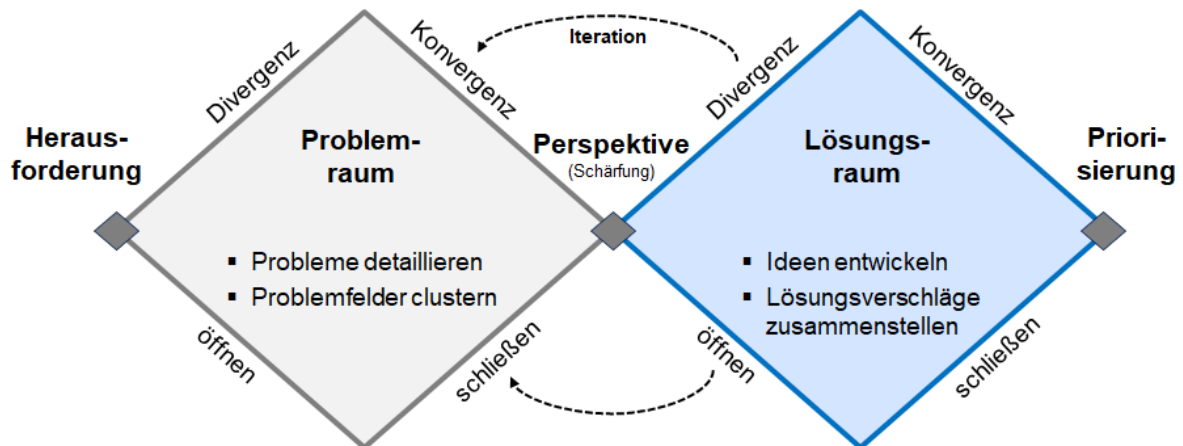 Iteration
Divergenz
Konvergenz
Divergenz
Konvergenz
Heraus-
forderung
Problem-
raum
Perspektive
(Schärfung)
Lösungs-
raum
Priori-
sierung
▪ Probleme detaillieren
▪ Problemfelder clustern
▪ Ideen entwickeln
▪ Lösungsverschläge
zusammenstellen
öffnen
schließen
öffnen
schließen